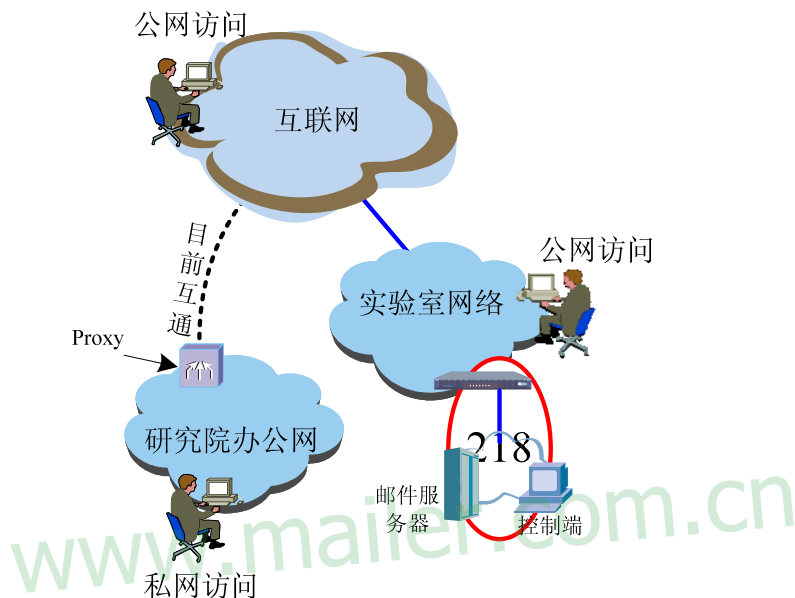 公网访问
互联网
目前互通
公网访问
实验室网络
Proxy
研究院办公网
218
邮件服
务器
控制端
www.mailer.com.cn
私网访问